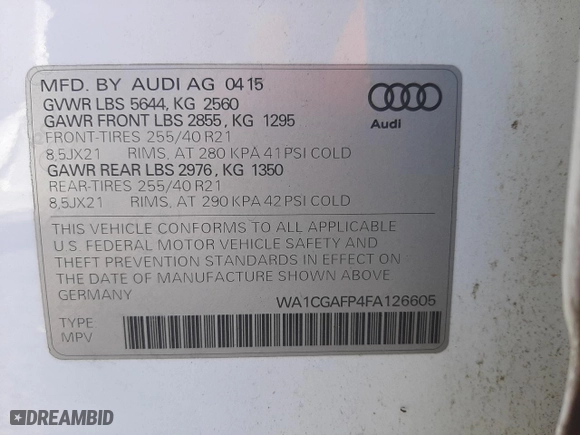 MFD. BY AUDI AG 04 15
GVWR LBS 5644, KG 2560
GAWR FRONT LBS 2855, KG 1295
FRONT-TIRES 255/40 R21
8,5JX21 RIMS, AT 280 KPA 41 PSI COLD
GAWR REAR LBS 2976, KG 1350
REAR-TIRES 255/40 R21
8,5JX21 RIMS, AT 290 KPA 42 PSI COLD
Audi
THIS VEHICLE CONFORMS TO ALL APPLICABLE
U.S. FEDERAL MOTOR VEHICLE SAFETY AND
THEFT PREVENTION STANDARDS IN EFFECT ON
THE DATE OF MANUFACTURE SHOWN ABOVE.
GERMANY
WA1CGAFP4FA126605
TYPE
MPV
DREAMBID